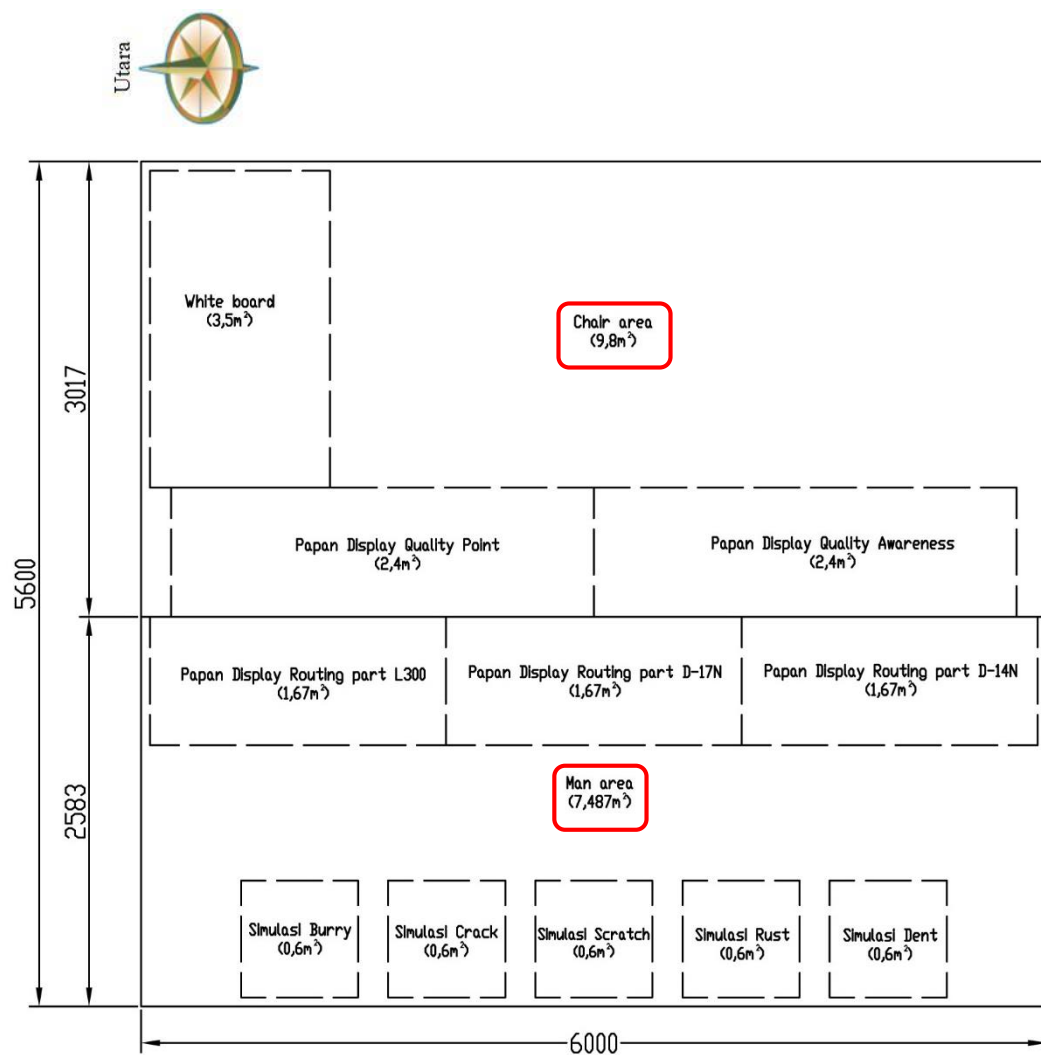 Utara
White board
(3,5m²)
Chair area
(9,8m²)
3017
5600
Papan Display Quality Point
(2,4m²)
Papan Display Quality Awareness
(2,4m²)
Papan Display Routing part L300
(1,67m²)
Papan Display Routing part D-17N
(1,67m²)
Papan Display Routing part D-14N
(1,67m²)
Man area
(7,487m²)
2583
Simulasi Burry
(0,6m²)
Simulasi Crack
(0,6m²)
Simulasi Scratch
(0,6m²)
Simulasi Rust
(0,6m²)
Simulasi Dent
(0,6m²)
6000